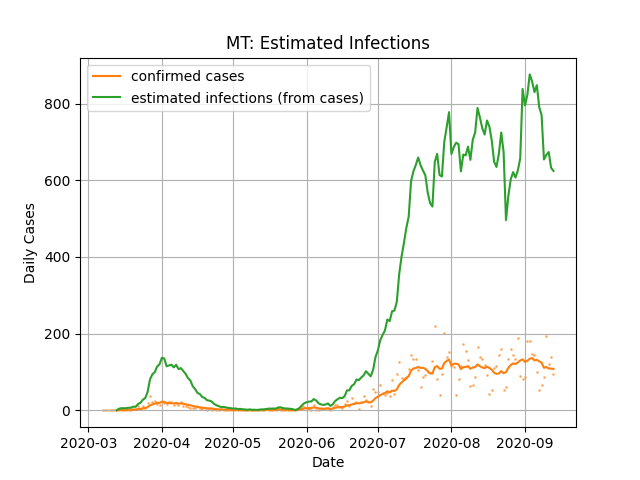 MT: Estimated Infections
confirmed cases
estimated infections (from cases)
Daily Cases
800
600
400
200
0
2020-03 2020-04 2020-05 2020-06 2020-07 2020-08 2020-09
Date